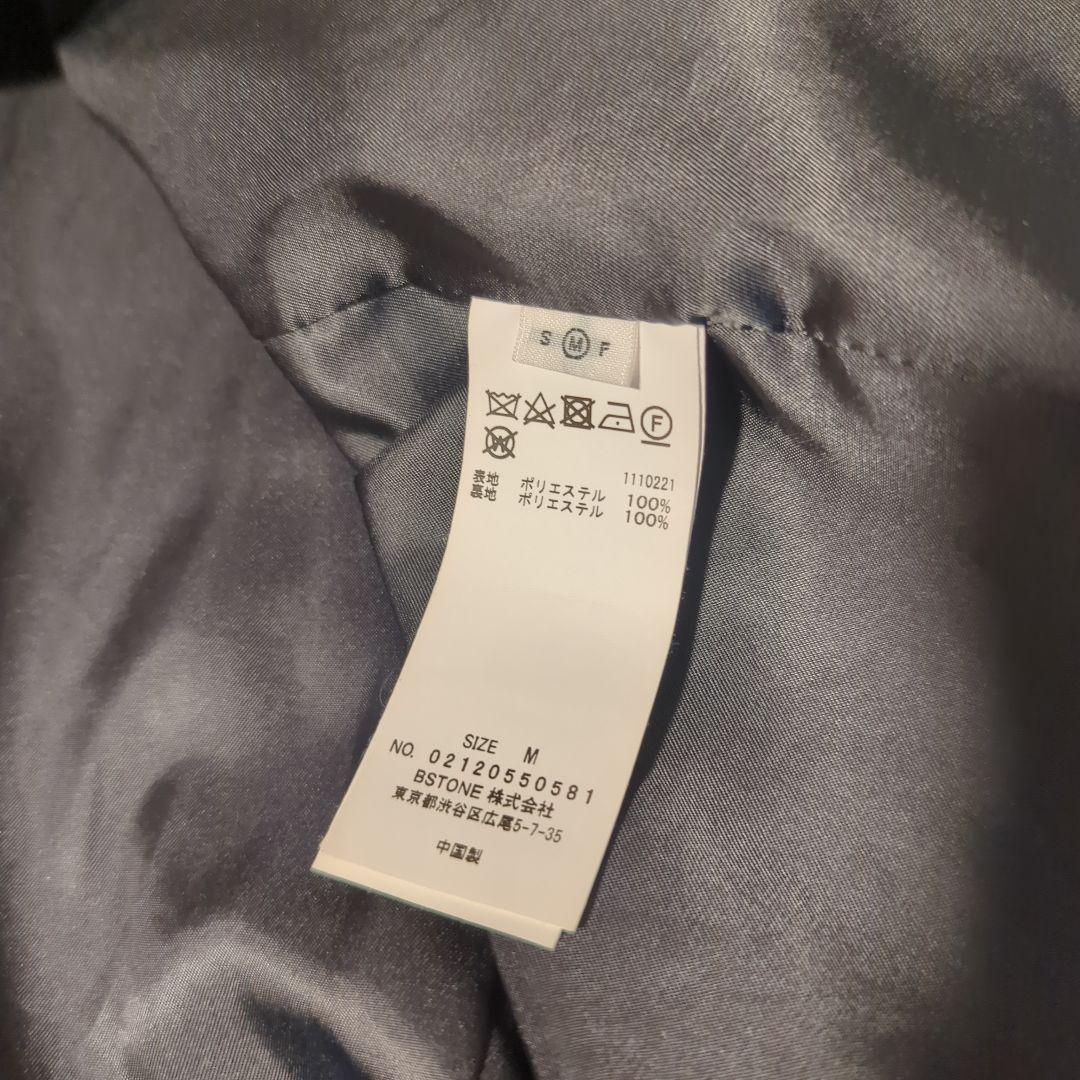 S M F
F
W
1110221
表地 ポリエステル 100%
裏地 ポリエステル 100%
SIZE M
NO. 02120550581
BSTONE 株式会社
東京都渋谷区広尾5-7-35
中国製